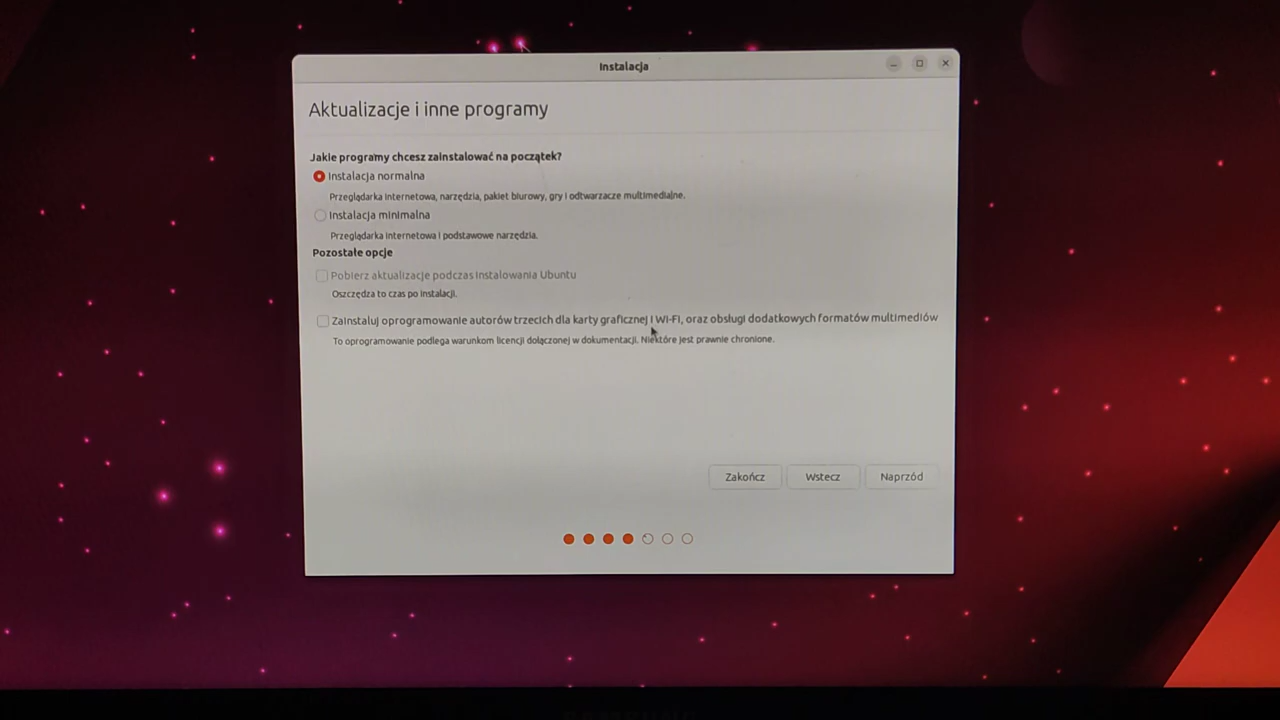 Instalacja
Aktualizacje i inne programy
Jakie programy chcesz zainstalować na początek?
Instalacja normalna
Przeglądarka internetowa, narzędzia, pakiet biurowy, gry i odtwarzacze multimedialne.
Instalacja minimalna
Przeglądarka internetowa i podstawowe narzędzia.
Pozostałe opcje
Pobierz aktualizacje podczas instalowania Ubuntu
Oszczędza to czas po instalacji.
Zainstaluj oprogramowanie autorów trzecich dla karty graficznej i Wi-Fi, oraz obsługi dodatkowych formatów multimediów
To oprogramowanie podlega warunkom licencji dołączonej w dokumentacji. Niektóre jest prawnie chronione.
Zakończ
Wstecz
Naprzód